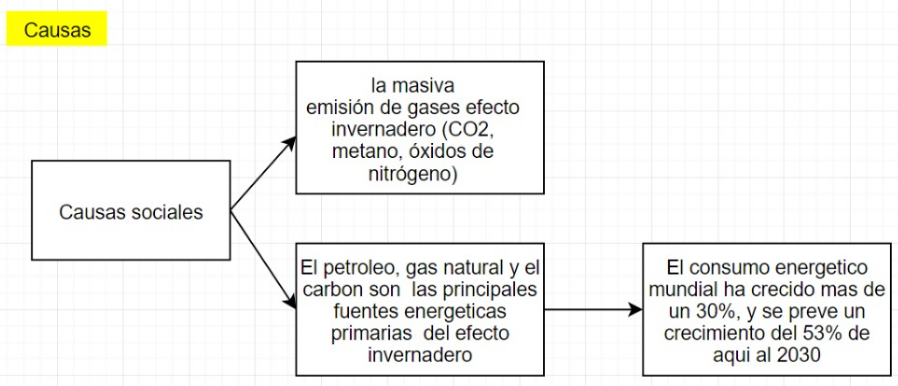 Causas
la masiva
emisión de gases efecto
invernadero (CO2,
metano, óxidos de
nitrógeno)
Causas sociales
El petroleo, gas natural y el
carbon son las principales
fuentes energeticas
primarias del efecto
invernadero
El consumo energetico
mundial ha crecido mas de
un 30%, y se preve un
crecimiento del 53% de
aqui al 2030